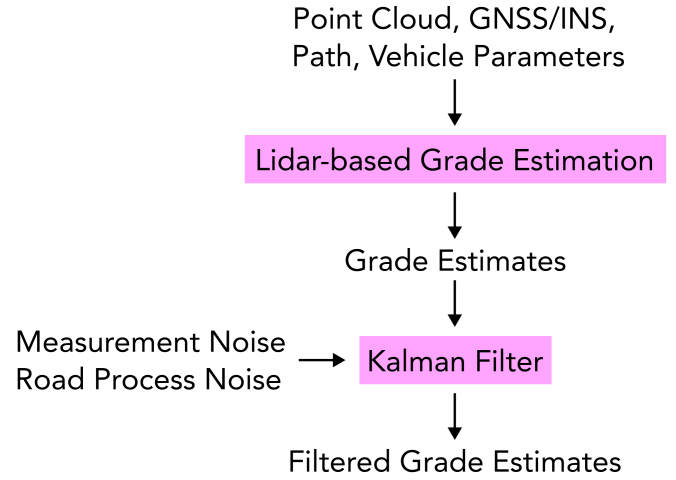 Point Cloud, GNSS/INS,
Path, Vehicle Parameters
Lidar-based Grade Estimation
Grade Estimates
Measurement Noise
Road Process Noise
Kalman Filter
Filtered Grade Estimates